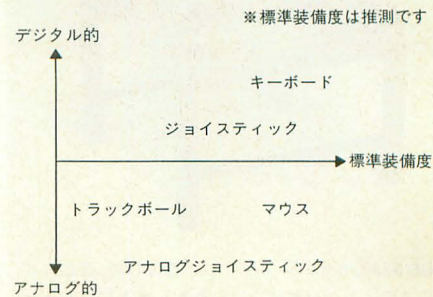 ※標準装備度は推測です
デジタル的
キーボード
ジョイスティック
標準装備度
トラックボール　マウス
アナログジョイスティック
アナログ的